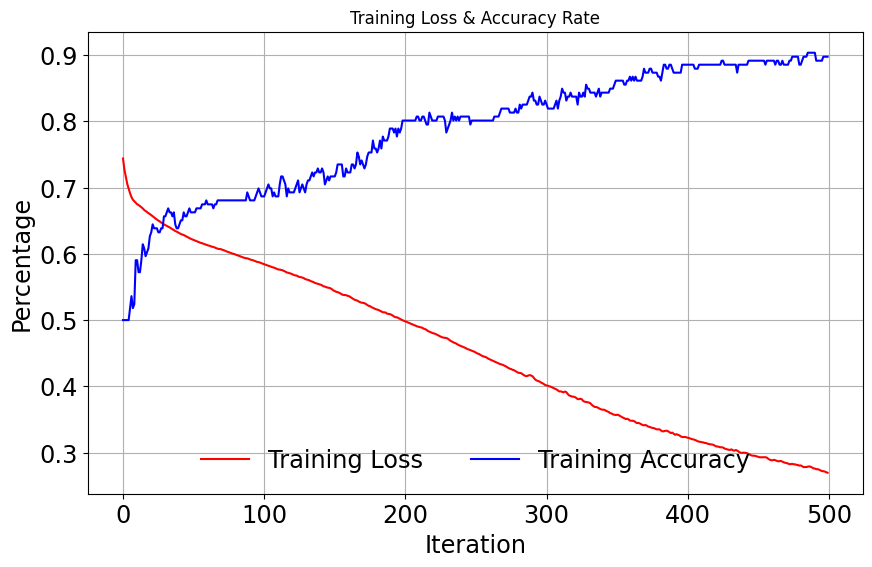 Training Loss & Accuracy Rate
0.9
0.8
0.7
0.6
0.5
0.4
0.3
Percentage
Training Loss Training Accuracy
0 100 200 300 400 500
Iteration